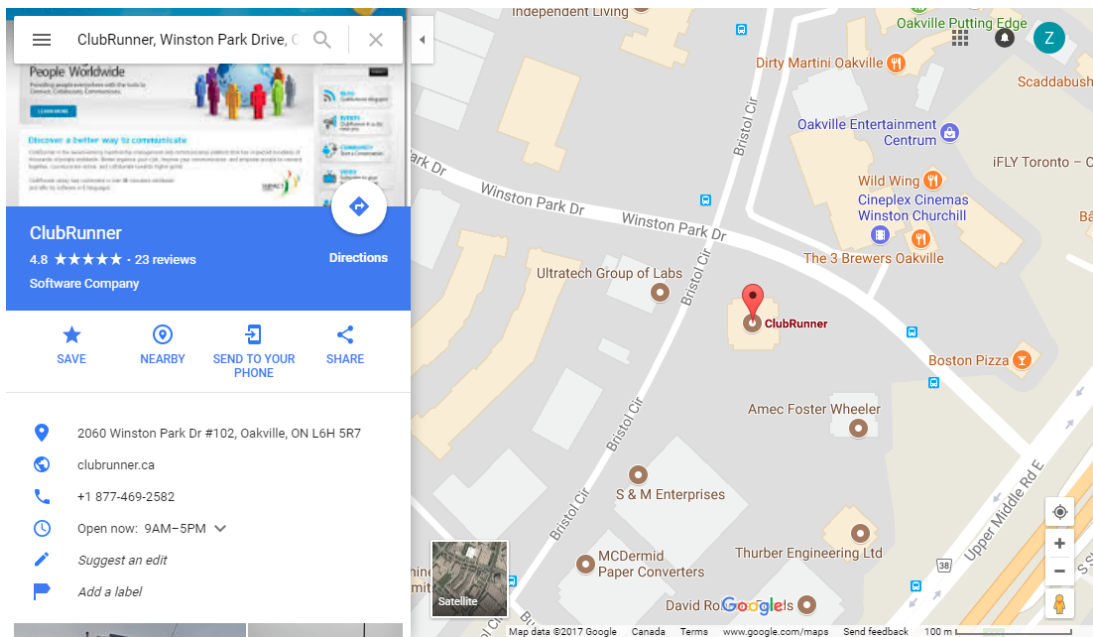 ClubRunner, Winston Park Drive, C
People Worldwide
Discover a better way to communicate
ClubRunner
4.8 ★★★★★ · 23 reviews
Directions
Software Company
SAVE
NEARBY
SEND TO YOUR
PHONE
SHARE
2060 Winston Park Dr #102, Oakville, ON L6H 5R7
clubrunner.ca
+1 877-469-2582
Open now: 9AM–5PM
Suggest an edit
Add a label
Independent Living
Oakville Putting Edge
Z
Dirty Martini Oakville
Scaddabush
Bristol Cir
Oakville Entertainment
Centrum
iFLY Toronto –
ark Dr
Winston Park Dr
Winston Park Dr
Wild Wing
Cineplex Cinemas
Winston Churchill
The 3 Brewers Oakville
Ultratech Group of Labs
Bristol Cir
ClubRunner
Boston Pizza
Bristol Cir
Amec Foster Wheeler
S & M Enterprises
Bristol Cir
Upper Middle Rd E
Thurber Engineering Ltd
38
MCDermid
Paper Converters
Satellite
David Ro
Google
Map data ©2017 Google
Canada
Terms
www.google.com/maps
Send feedback
100 m